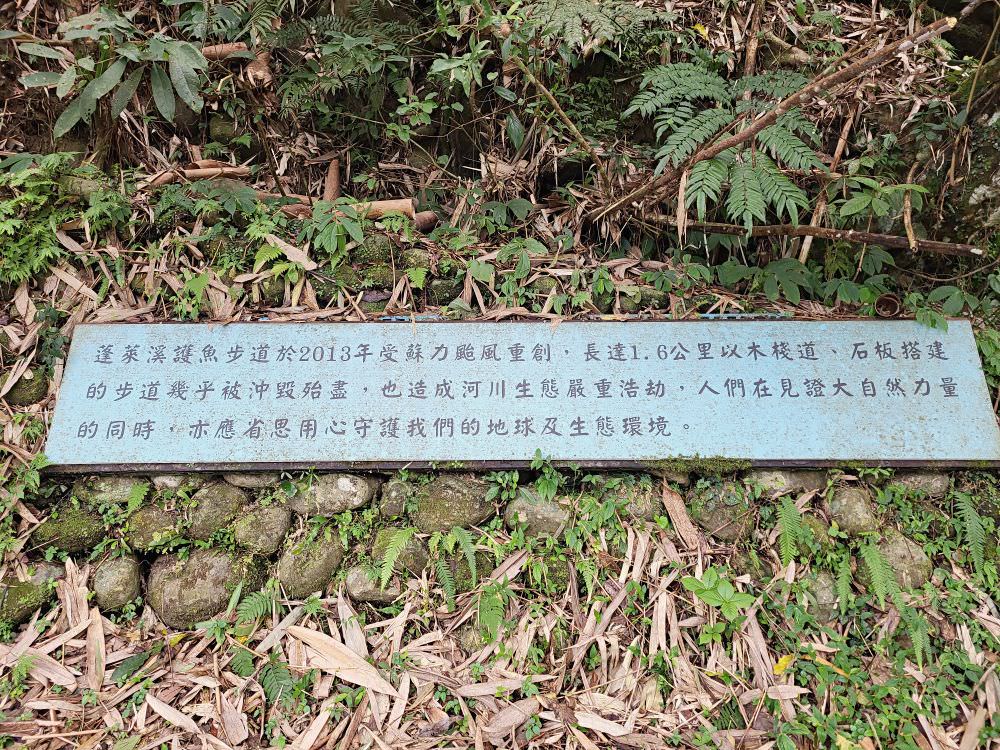 蓬萊溪護魚步道於2013年受蘇力颱風重創，長達1.6公里以木棧道、石板搭建
的步道幾乎被沖毀殆盡，也造成河川生態嚴重浩劫，人們在見證大自然力量
的同時，亦應省思用心守護我們的地球及生態環境。